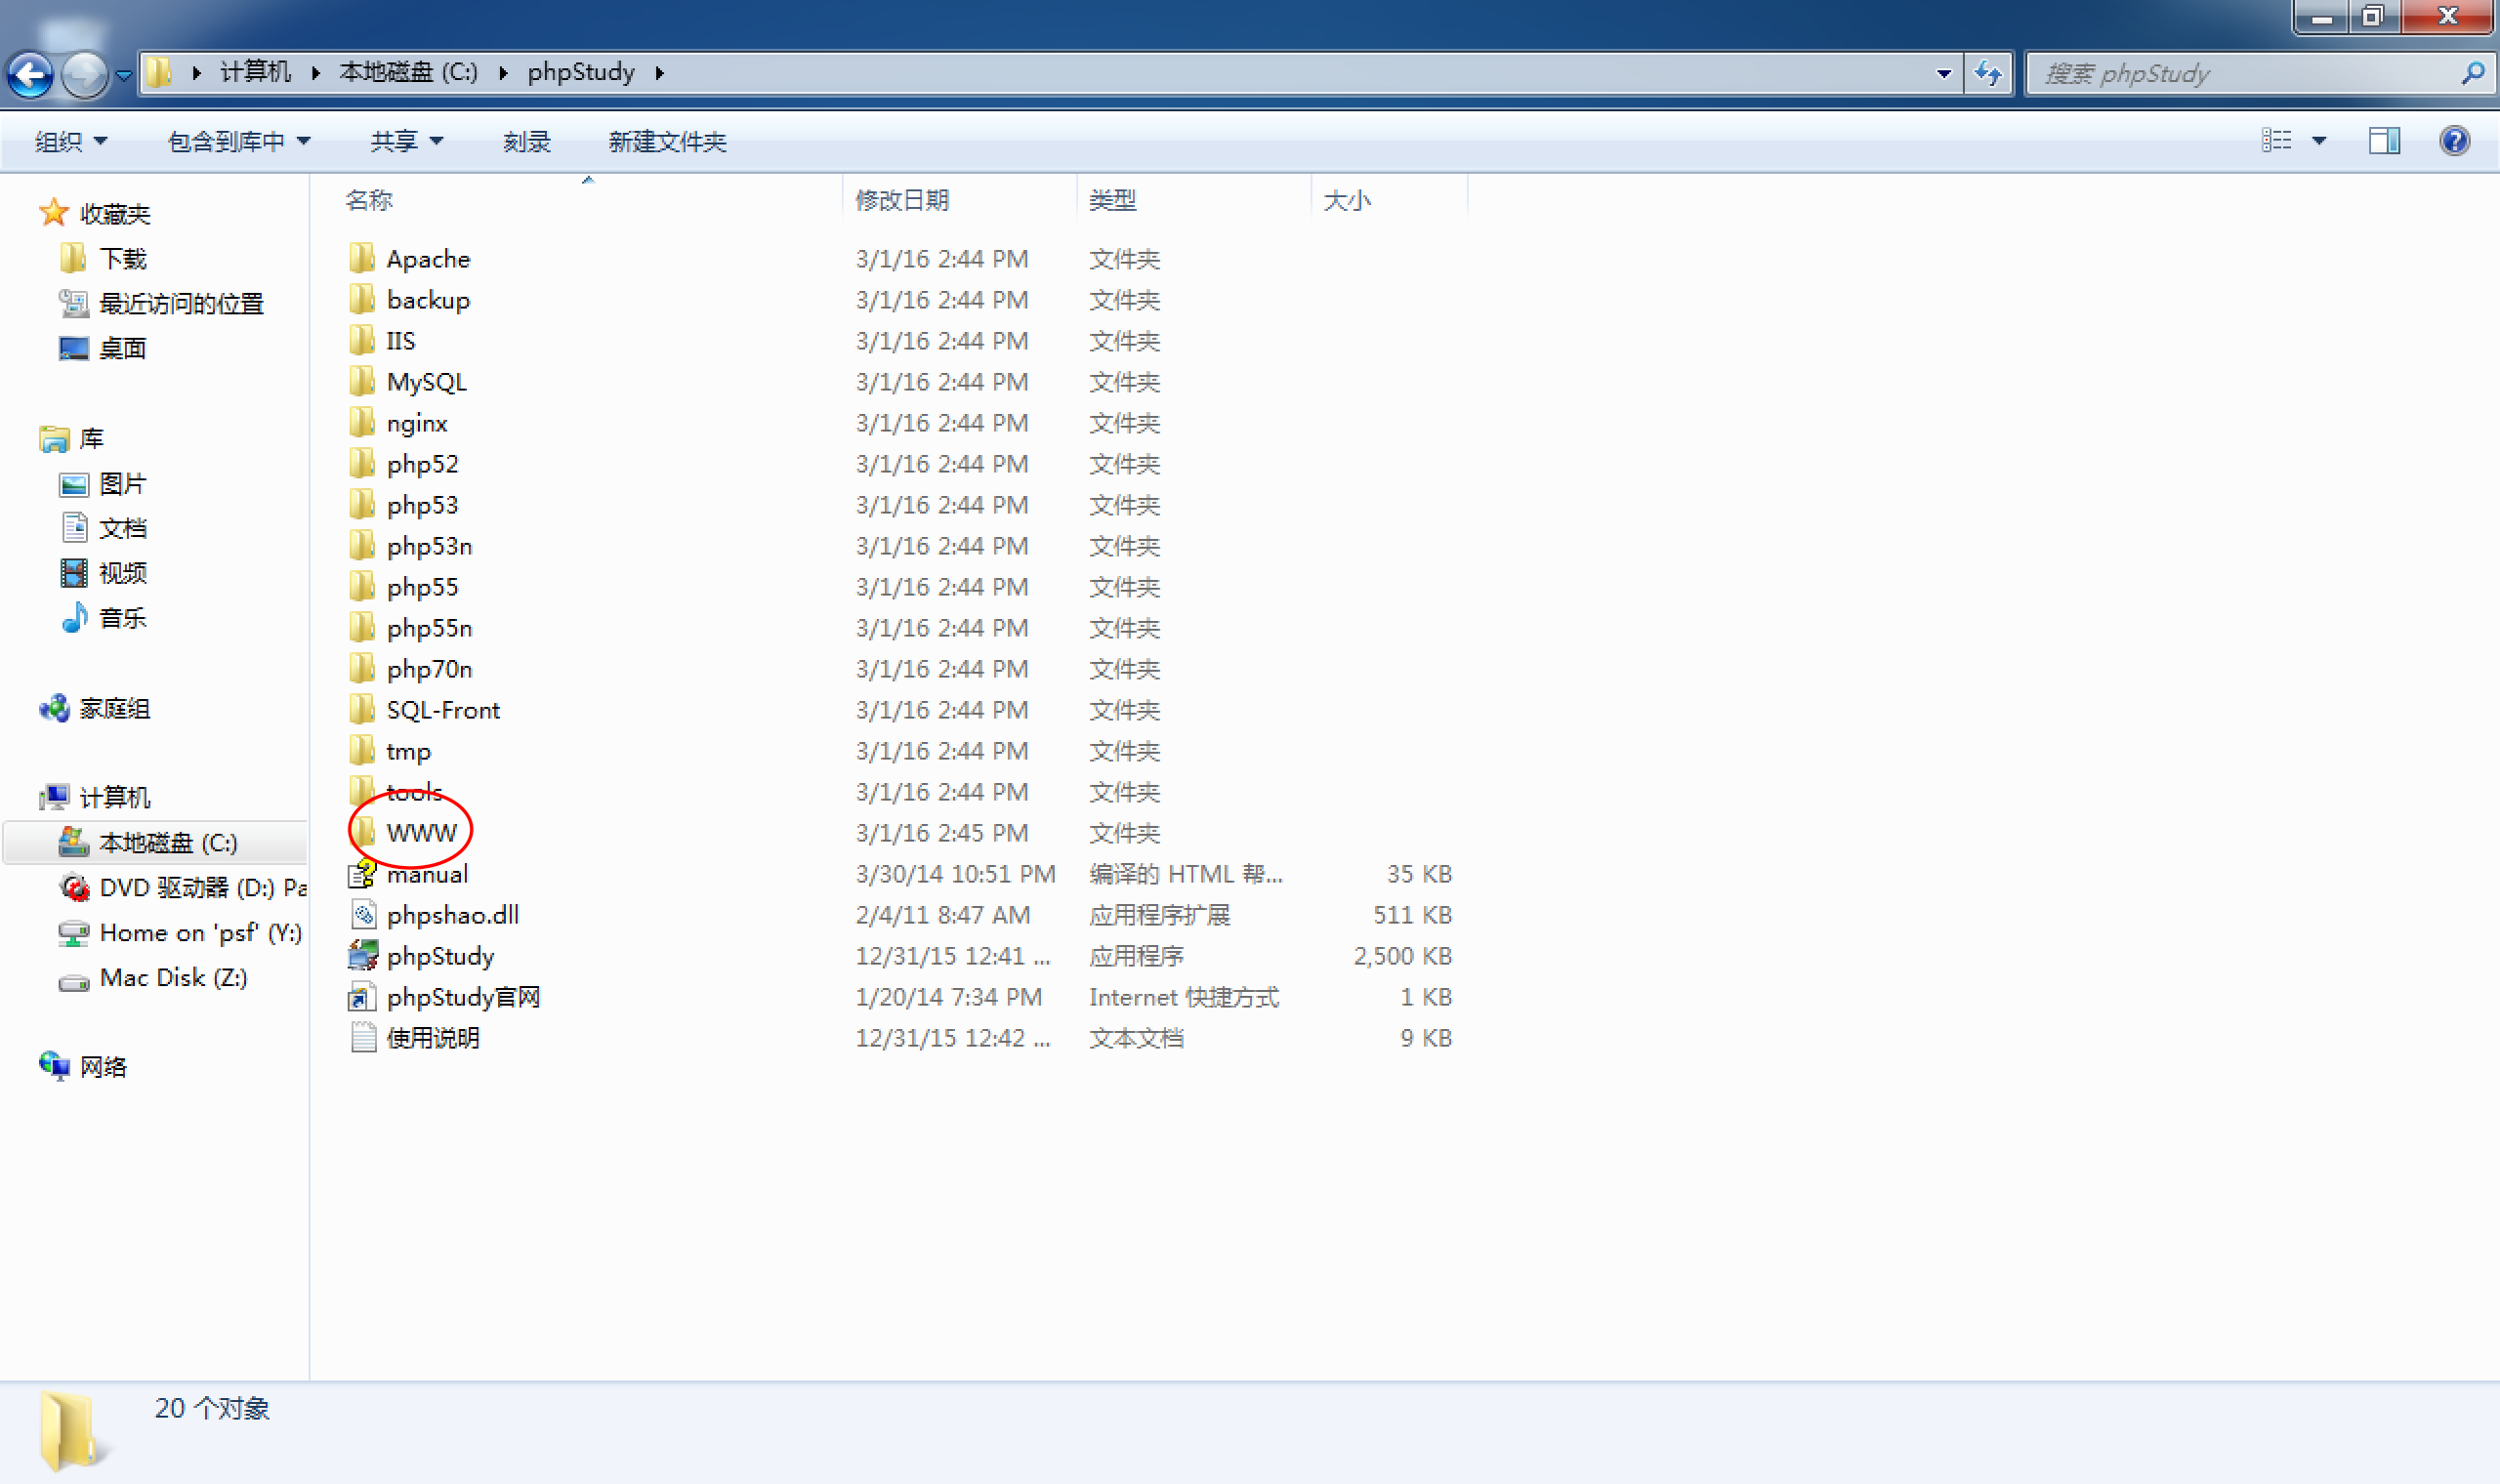 计算机 本地磁盘 (C:) phpStudy 搜索 phpStudy
组织 包含到库中 共享 刻录 新建文件夹
收藏夹
下载
最近访问的位置
桌面
库
图片
文档
视频
音乐
家庭组
计算机
本地磁盘 (C:)
DVD 驱动器 (D:) Pa
Home on 'psf' (Y:)
Mac Disk (Z:)
网络
名称 修改日期 类型 大小
Apache 3/1/16 2:44 PM 文件夹
backup 3/1/16 2:44 PM 文件夹
IIS 3/1/16 2:44 PM 文件夹
MySQL 3/1/16 2:44 PM 文件夹
nginx 3/1/16 2:44 PM 文件夹
php52 3/1/16 2:44 PM 文件夹
php53 3/1/16 2:44 PM 文件夹
php53n 3/1/16 2:44 PM 文件夹
php55 3/1/16 2:44 PM 文件夹
php55n 3/1/16 2:44 PM 文件夹
php70n 3/1/16 2:44 PM 文件夹
SQL-Front 3/1/16 2:44 PM 文件夹
tmp 3/1/16 2:44 PM 文件夹
tools 3/1/16 2:44 PM 文件夹
WWW 3/1/16 2:45 PM 文件夹
manual 3/30/14 10:51 PM 编译的 HTML 帮... 35 KB
phpshao.dll 2/4/11 8:47 AM 应用程序扩展 511 KB
phpStudy 12/31/15 12:41 ... 应用程序 2,500 KB
phpStudy官网 1/20/14 7:34 PM Internet 快捷方式 1 KB
使用说明 12/31/15 12:42 ... 文本文档 9 KB
20 个对象